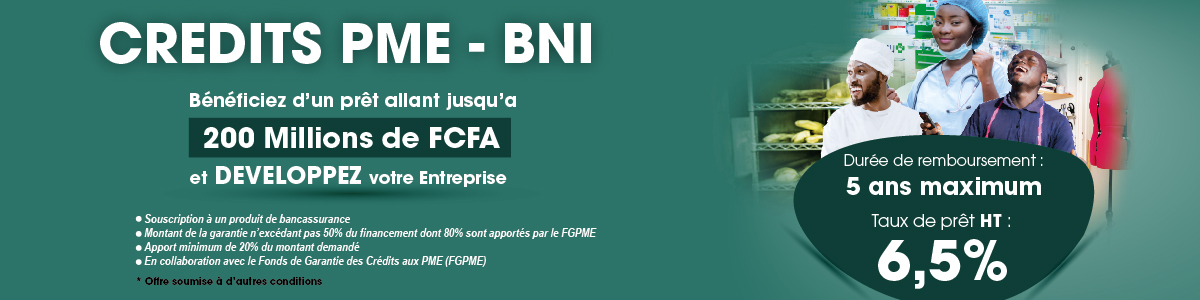 CREDITS PME - BNI
Bénéficiez d'un prêt allant jusqu'a
200 Millions de FCFA
et DEVELOPPEZ votre Entreprise
● Souscription à un produit de bancassurance
● Montant de la garantie n'excédant pas 50% du financement dont 80% sont apportés par le FGPME
● Apport minimum de 20% du montant demandé
● En collaboration avec le Fonds de Garantie des Crédits aux PME (FGPME)
* Offre soumise à d'autres conditions
Durée de remboursement :
5 ans maximum
Taux de prêt HT :
6,5%